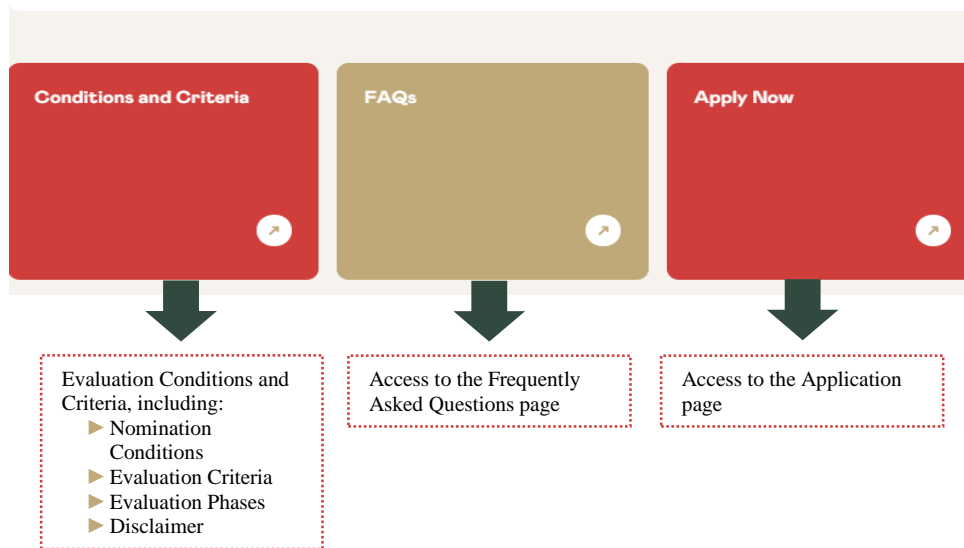 Conditions and Criteria
FAQs
Apply Now
Evaluation Conditions and
Criteria, including:
Nomination
Conditions
Evaluation Criteria
Evaluation Phases
Disclaimer
Access to the Frequently
Asked Questions page
Access to the Application
page